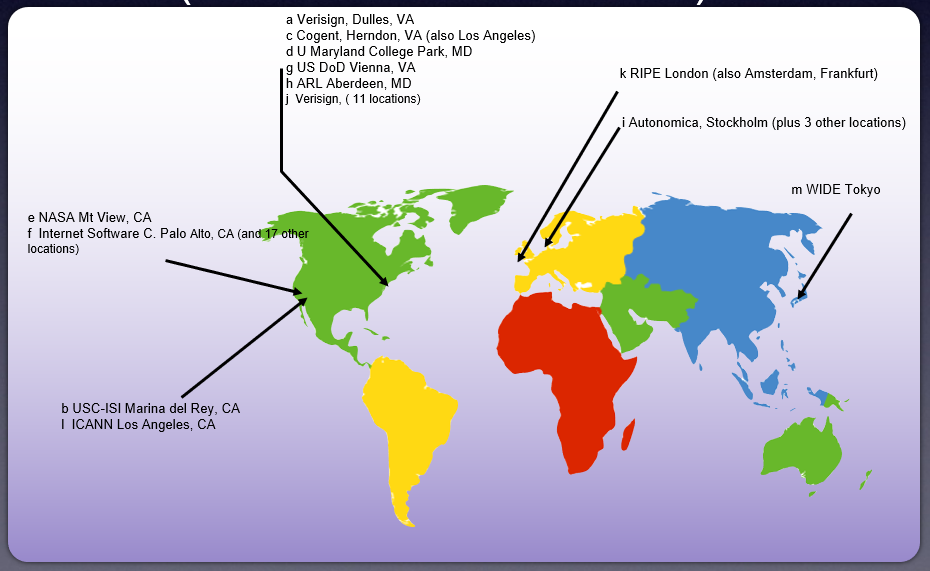 a Verisign, Dulles, VA
c Cogent, Herndon, VA (also Los Angeles)
d U Maryland College Park, MD
g US DoD Vienna, VA
h ARL Aberdeen, MD
j Verisign, ( 11 locations)
k RIPE London (also Amsterdam, Frankfurt)
i Autonomica, Stockholm (plus 3 other locations)
m WIDE Tokyo
e NASA Mt View, CA
f Internet Software C. Palo Alto, CA (and 17 other
locations)
b USC-ISI Marina del Rey, CA
l ICANN Los Angeles, CA